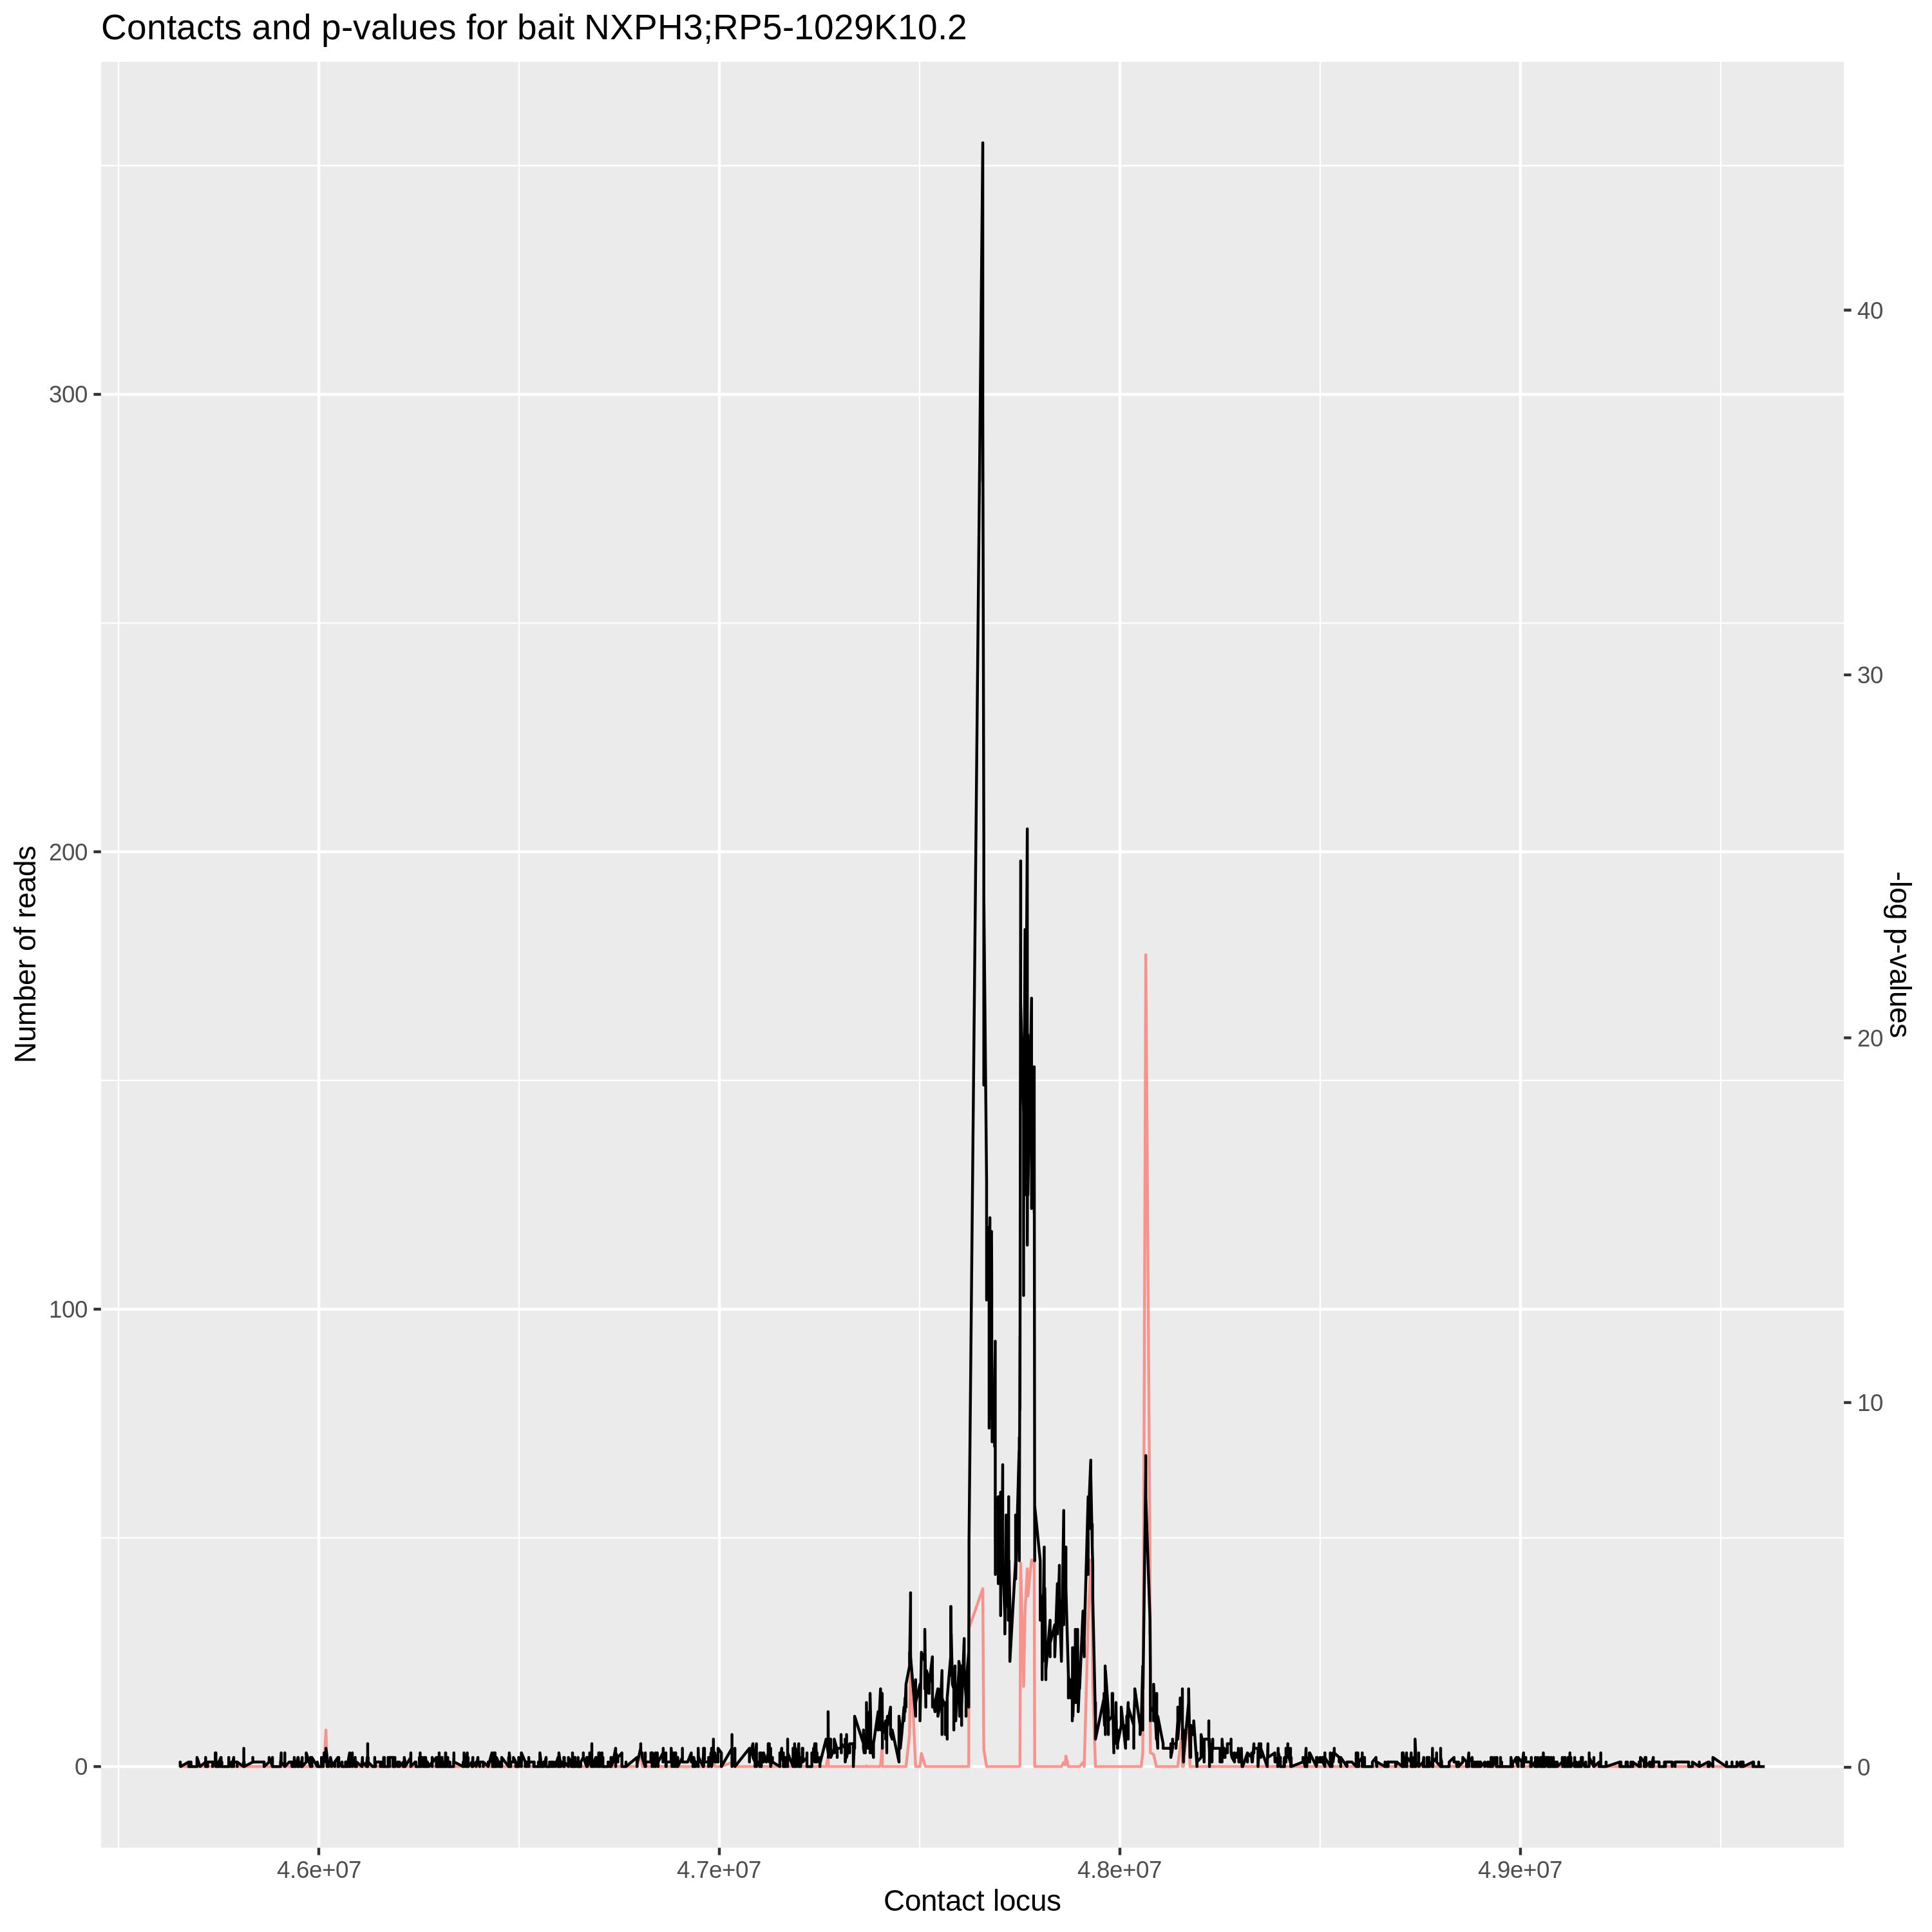 Contacts and p-values for bait NXPH3;RP5-1029K10.2
Number of reads
300
200
100
0
40
30
20
10
0
-log p-values
4.6e+07
4.7e+07
4.8e+07
4.9e+07
Contact locus